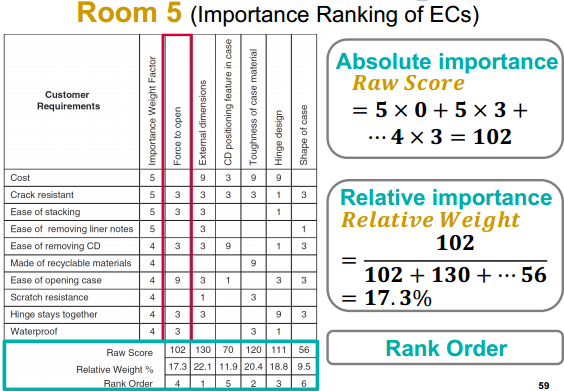 Room 5 (Importance Ranking of ECs)
Customer Requirements | Importance Weight Factor | Force to open | External dimensions | CD positioning feature in case | Toughness of case material | Hinge design | Shape of case
Cost 5 9 3 9 9
Crack resistant 5 3 3 3 3 1 3
Ease of stacking 5 3 3 1
Ease of removing liner notes 5 3 1
Ease of removing CD 4 3 3 9 1 3
Made of recyclable materials 4 9
Ease of opening case 4 9 3 1 3 3
Scratch resistance 4 1 3
Hinge stays together 4 3 3 9 3
Waterproof 4 3 3 1
Raw Score 102 130 70 120 111 56
Relative Weight % 17.3 22.1 11.9 20.4 18.8 9.5
Rank Order 4 1 5 2 3 6
Absolute importance
Raw Score
= 5 × 0 + 5 × 3 +
⋯ 4 × 3 = 102
Relative importance
Relative Weight
102
=
102 + 130 + ⋯ 56
= 17.3%
Rank Order
59